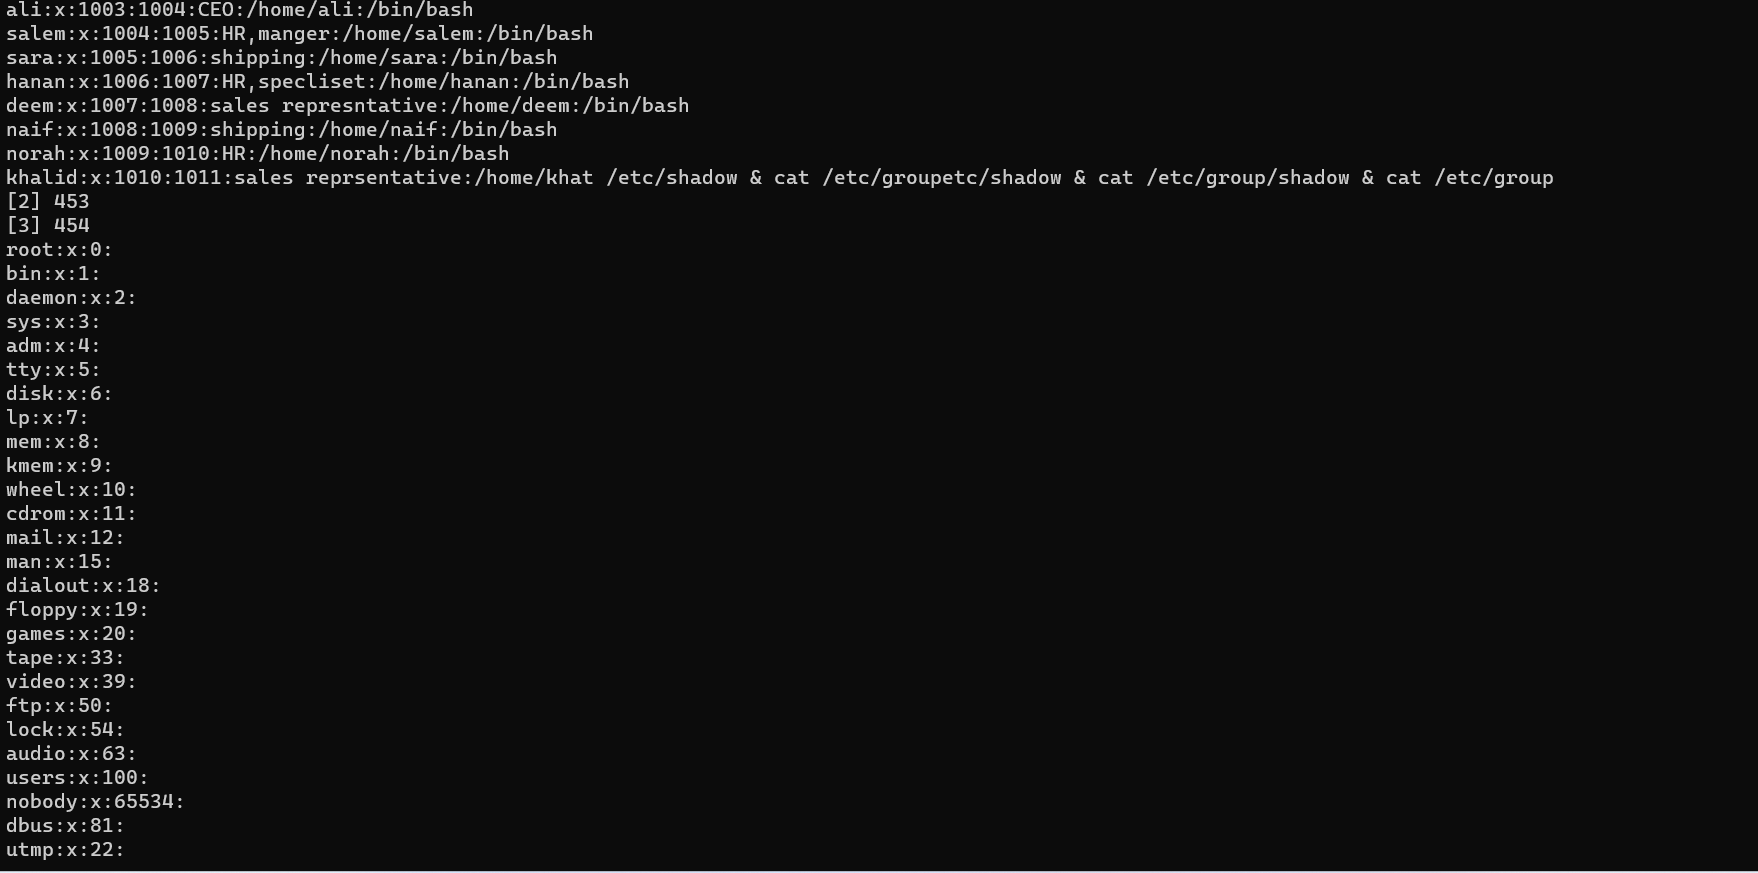 ali:x:1003:1004:CEO:/home/ali:/bin/bash
salem:x:1004:1005:HR,manger:/home/salem:/bin/bash
sara:x:1005:1006:shipping:/home/sara:/bin/bash
hanan:x:1006:1007:HR,specliset:/home/hanan:/bin/bash
deem:x:1007:1008:sales represntative:/home/deem:/bin/bash
naif:x:1008:1009:shipping:/home/naif:/bin/bash
norah:x:1009:1010:HR:/home/norah:/bin/bash
khalid:x:1010:1011:sales reprsentative:/home/khat /etc/shadow & cat /etc/groupetc/shadow & cat /etc/group/shadow & cat /etc/group
[2] 453
[3] 454
root:x:0:
bin:x:1:
daemon:x:2:
sys:x:3:
adm:x:4:
tty:x:5:
disk:x:6:
lp:x:7:
mem:x:8:
kmem:x:9:
wheel:x:10:
cdrom:x:11:
mail:x:12:
man:x:15:
dialout:x:18:
floppy:x:19:
games:x:20:
tape:x:33:
video:x:39:
ftp:x:50:
lock:x:54:
audio:x:63:
users:x:100:
nobody:x:65534:
dbus:x:81:
utmp:x:22: